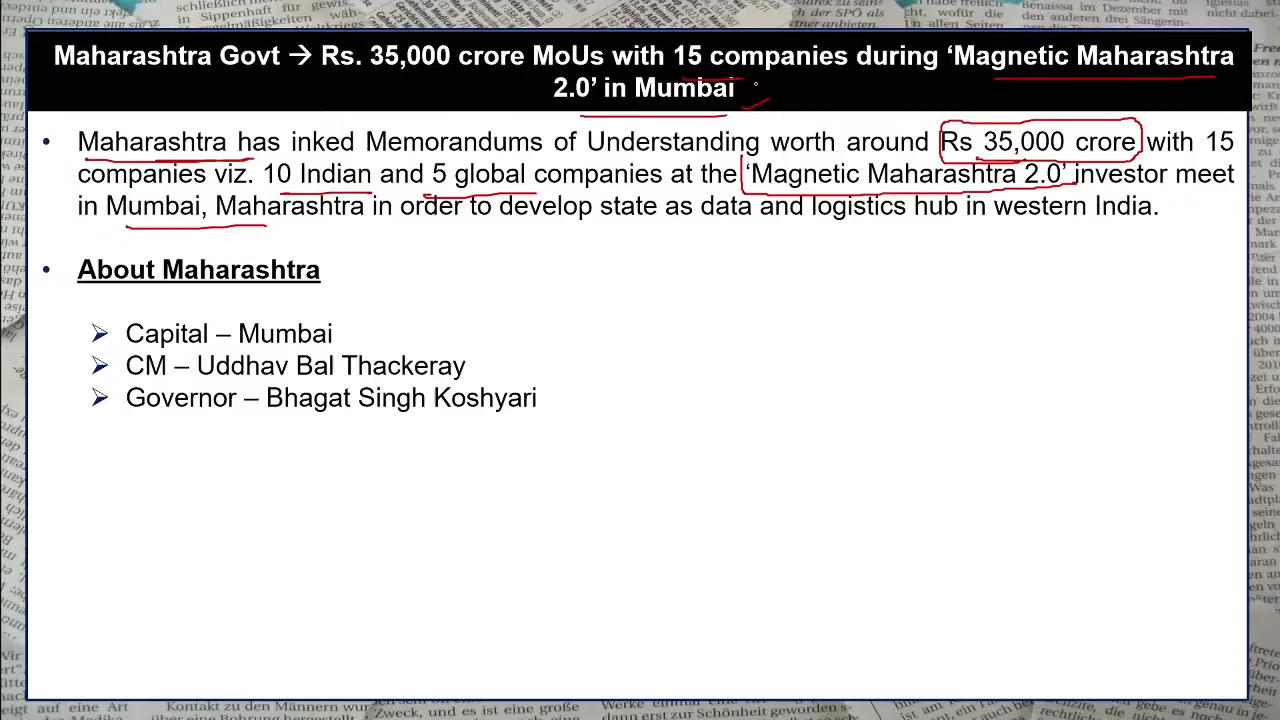 Maharashtra Govt → Rs. 35,000 crore MoUs with 15 companies during ‘Magnetic Maharashtra
2.0’ in Mumbai
• Maharashtra has inked Memorandums of Understanding worth around Rs 35,000 crore with 15
companies viz. 10 Indian and 5 global companies at the ‘Magnetic Maharashtra 2.0’ investor meet
in Mumbai, Maharashtra in order to develop state as data and logistics hub in western India.
• About Maharashtra
➢ Capital – Mumbai
➢ CM – Uddhav Bal Thackeray
➢ Governor – Bhagat Singh Koshyari